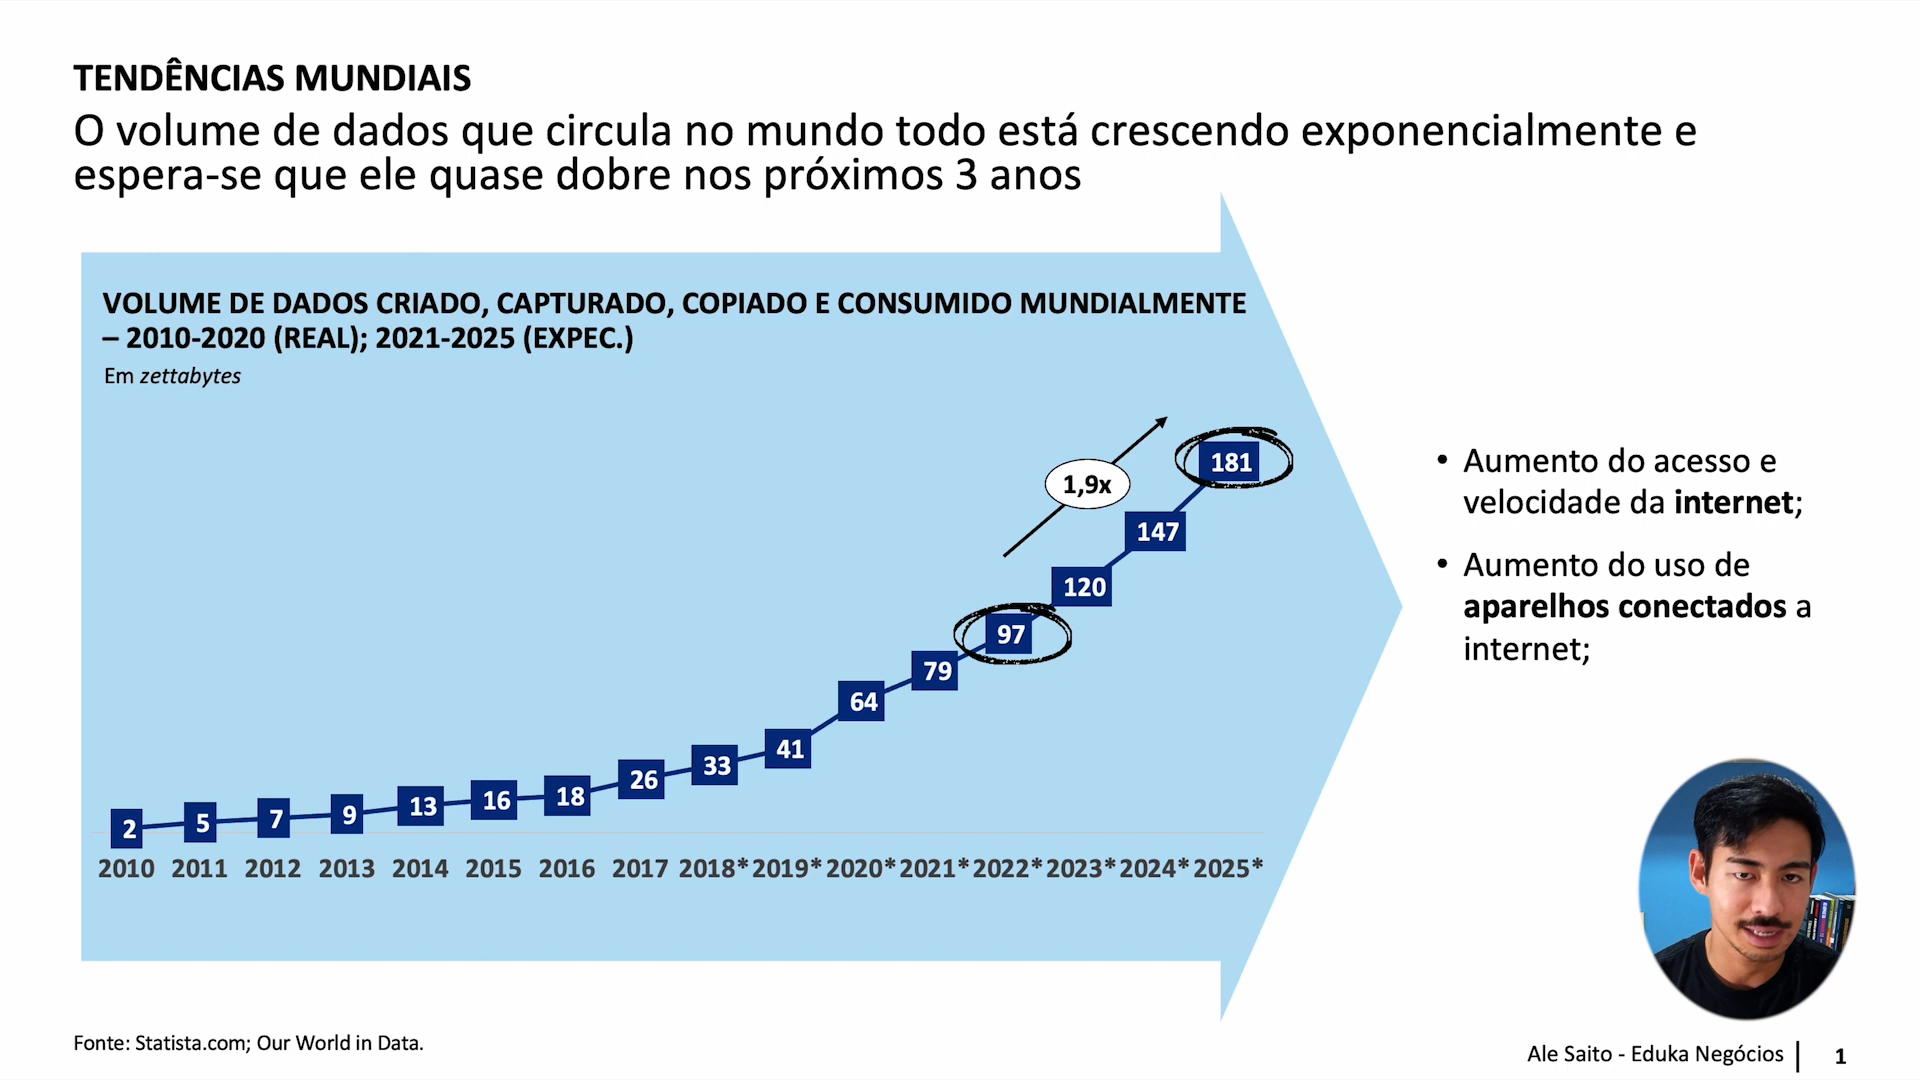 TENDÊNCIAS MUNDIAIS
O volume de dados que circula no mundo todo está crescendo exponencialmente e
espera-se que ele quase dobre nos próximos 3 anos
VOLUME DE DADOS CRIADO, CAPTURADO, COPIADO E CONSUMIDO MUNDIALMENTE
– 2010-2020 (REAL); 2021-2025 (EXPEC.)
Em zettabytes
1,9x
2 5 7 9 13 16 18 26 33 41 64 79 97 120 147 181
2010 2011 2012 2013 2014 2015 2016 2017 2018* 2019* 2020* 2021* 2022* 2023* 2024* 2025*
• Aumento do acesso e
velocidade da internet;
• Aumento do uso de
aparelhos conectados a
internet;
Fonte: Statista.com; Our World in Data.
Ale Saito - Eduka Negócios | 1